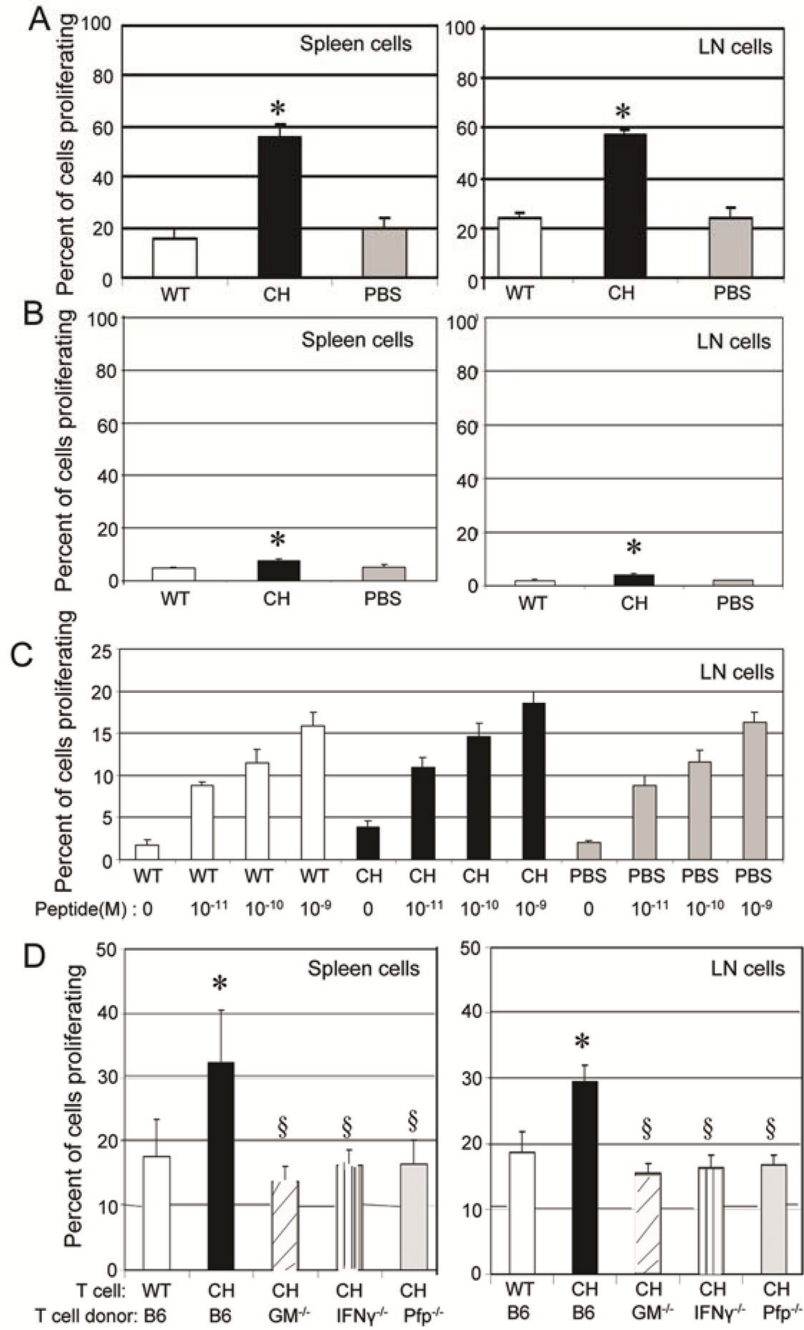 A
Percent of cells proliferating
100
80
60
40
20
0
Spleen cells
*
WT CH PBS
100
80
60
40
20
0
LN cells
*
WT CH PBS
B
Percent of cells proliferating
100
80
60
40
20
0
Spleen cells
*
WT CH PBS
100
80
60
40
20
0
LN cells
*
WT CH PBS
C
Percent of cells proliferating
25
20
15
10
5
0
LN cells
WT WT WT WT CH CH CH CH PBS PBS PBS PBS
Peptide(M) : 0 10⁻¹¹ 10⁻¹⁰ 10⁻⁹ 0 10⁻¹¹ 10⁻¹⁰ 10⁻⁹ 0 10⁻¹¹ 10⁻¹⁰ 10⁻⁹
D
Percent of cells proliferating
50
40
30
20
10
0
Spleen cells
*
§ § §
T cell: WT CH CH CH CH
T cell donor: B6 B6 GM⁻/⁻ IFNγ⁻/⁻ Pfp⁻/⁻
50
40
30
20
10
0
LN cells
*
§ § §
WT CH CH CH CH
B6 B6 GM⁻/⁻ IFNγ⁻/⁻ Pfp⁻/⁻